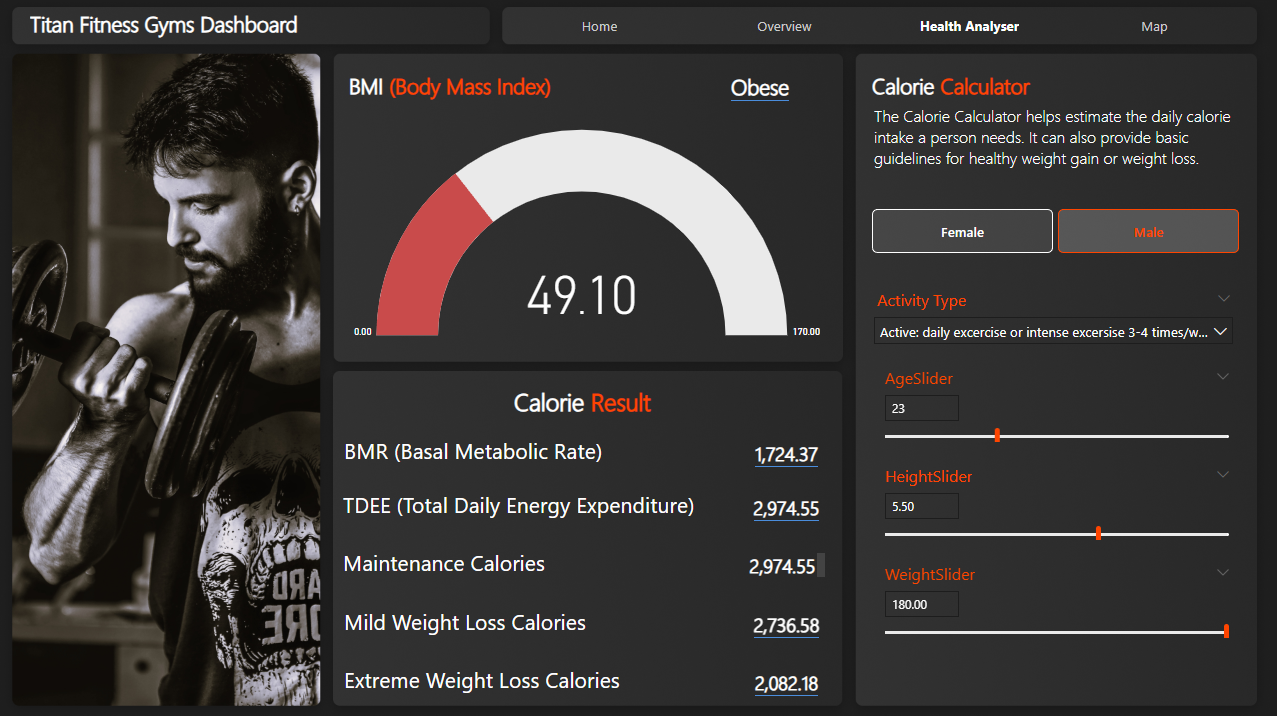 Titan Fitness Gyms Dashboard
Home
Overview
Health Analyser
Map
BMI (Body Mass Index)
Obese
49.10
0.00
170.00
Calorie Result
BMR (Basal Metabolic Rate)
1,724.37
TDEE (Total Daily Energy Expenditure)
2,974.55
Maintenance Calories
2,974.55
Mild Weight Loss Calories
2,736.58
Extreme Weight Loss Calories
2,082.18
Calorie Calculator
The Calorie Calculator helps estimate the daily calorie
intake a person needs. It can also provide basic
guidelines for healthy weight gain or weight loss.
Female
Male
Activity Type
Active: daily excercise or intense excersise 3-4 times/w...
AgeSlider
23
HeightSlider
5.50
WeightSlider
180.00